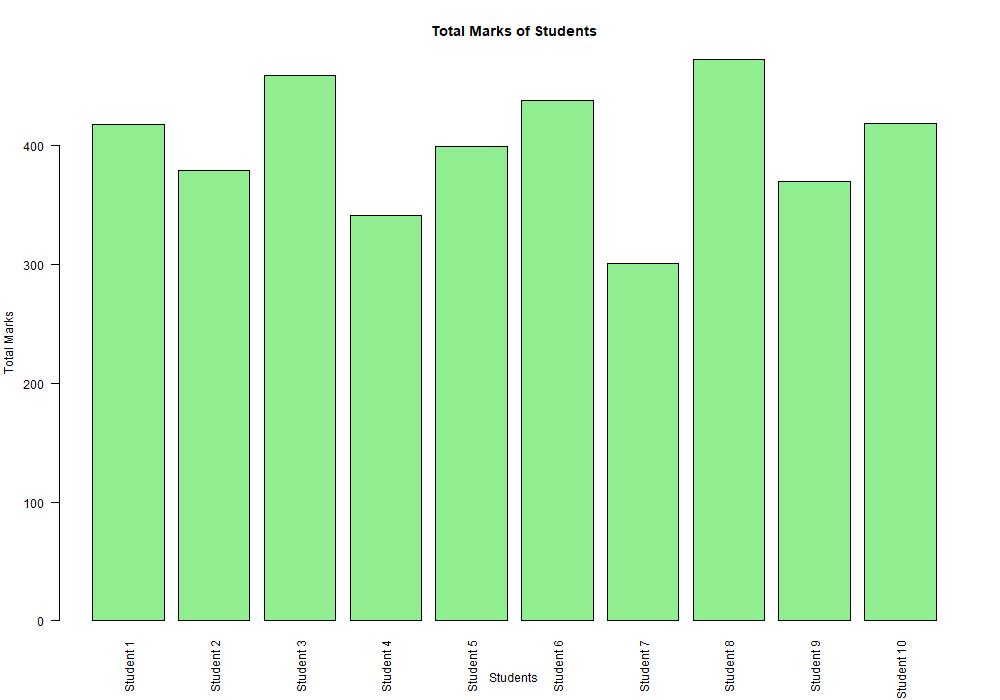 Total Marks of Students
Total Marks
400
300
200
100
0
Student 1
Student 2
Student 3
Student 4
Student 5
Student 6
Student 7
Student 8
Student 9
Student 10
Students